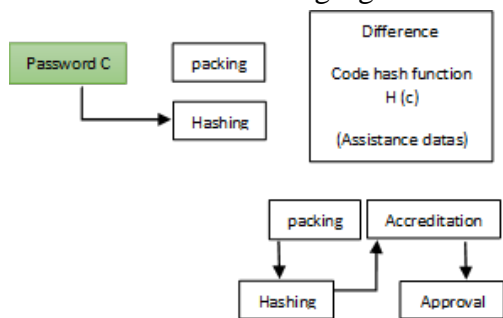 Difference
Password C
packing
Code hash function
H (c)
Hashing
(Assistance datas)
packing
Accreditation
Hashing
Approval